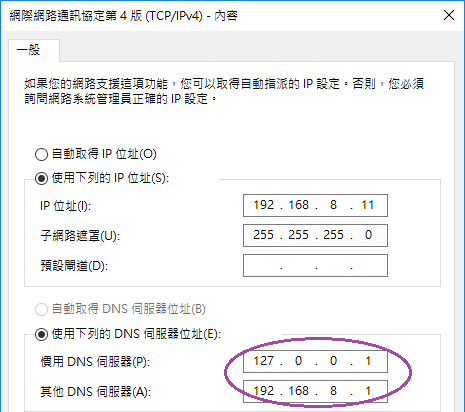 網際網路通訊協定第 4 版 (TCP/IPv4) - 內容
一般
如果您的網路支援這項功能，您可以取得自動指派的 IP 設定。否則，您必須
詢問網路系統管理員正確的 IP 設定。
自動取得 IP 位址(O)
使用下列的 IP 位址(S):
IP 位址(I): 192 . 168 . 8 . 11
子網路遮罩(U): 255 . 255 . 255 . 0
預設閘道(D): . . .
自動取得 DNS 伺服器位址(B)
使用下列的 DNS 伺服器位址(E):
慣用 DNS 伺服器(P): 127 . 0 . 0 . 1
其他 DNS 伺服器(A): 192 . 168 . 8 . 1